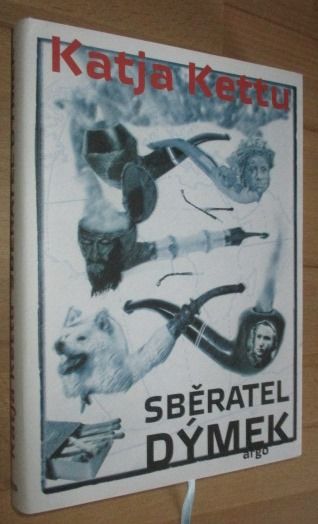 Katja Kettu
SBĚRATEL
DÝMEK
argo